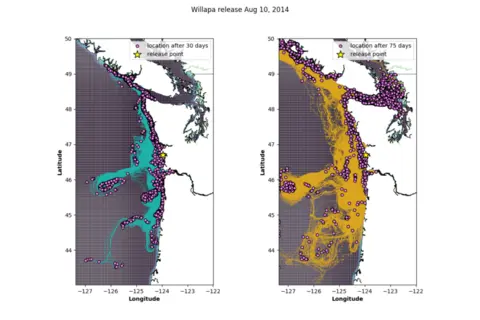 Willapa release Aug 10, 2014
location after 30 days
release point
50
49
48
47
46
45
44
Latitude
−127
−126
−125
−124
−123
−122
Longitude
location after 75 days
release point
50
49
48
47
46
45
44
Latitude
−127
−126
−125
−124
−123
−122
Longitude